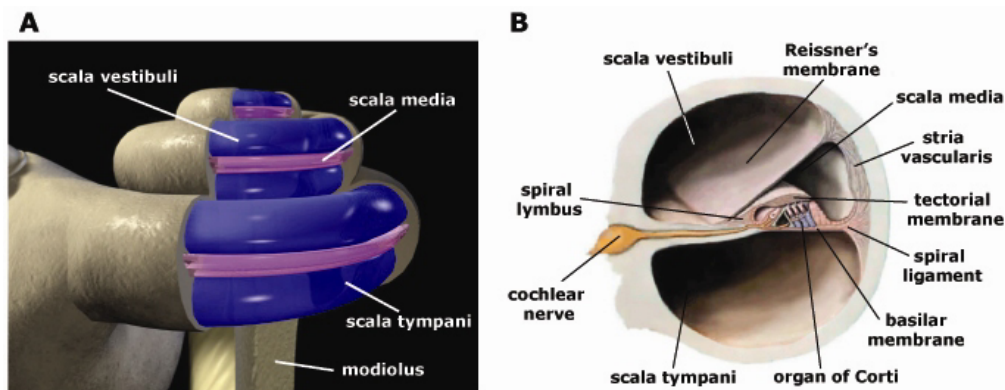 A
scala vestibuli
scala media
scala tympani
modiolus
B
Reissner's
membrane
scala vestibuli
scala media
stria
vascularis
spiral
lymbus
tectorial
membrane
spiral
ligament
cochlear
nerve
basilar
membrane
scala tympani
organ of Corti